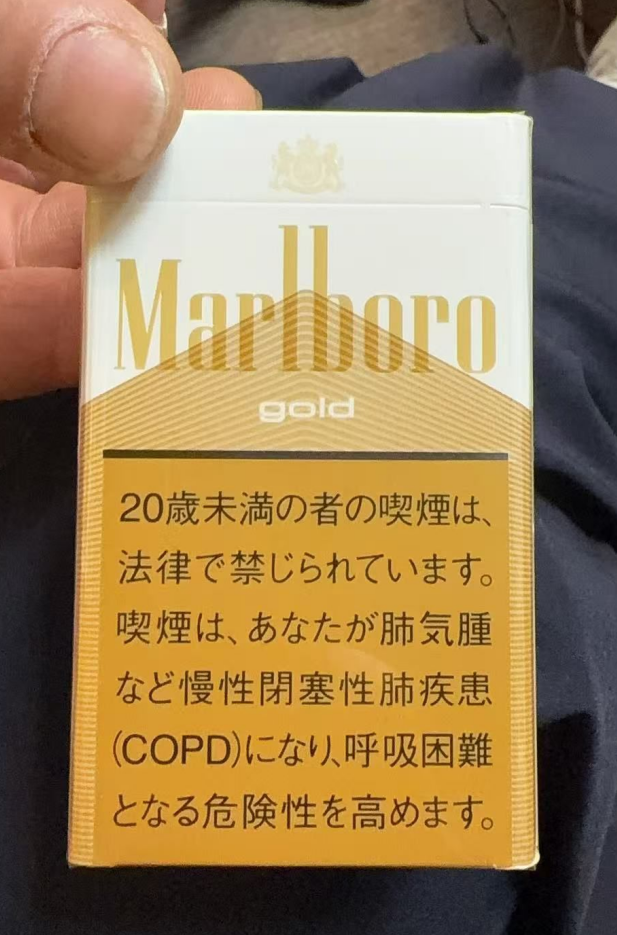 Marlboro
gold
20歳未満の者の喫煙は、
法律で禁じられています。
喫煙は、あなたが肺気腫
など慢性閉塞性肺疾患
(COPD)になり、呼吸困難
となる危険性を高めます。